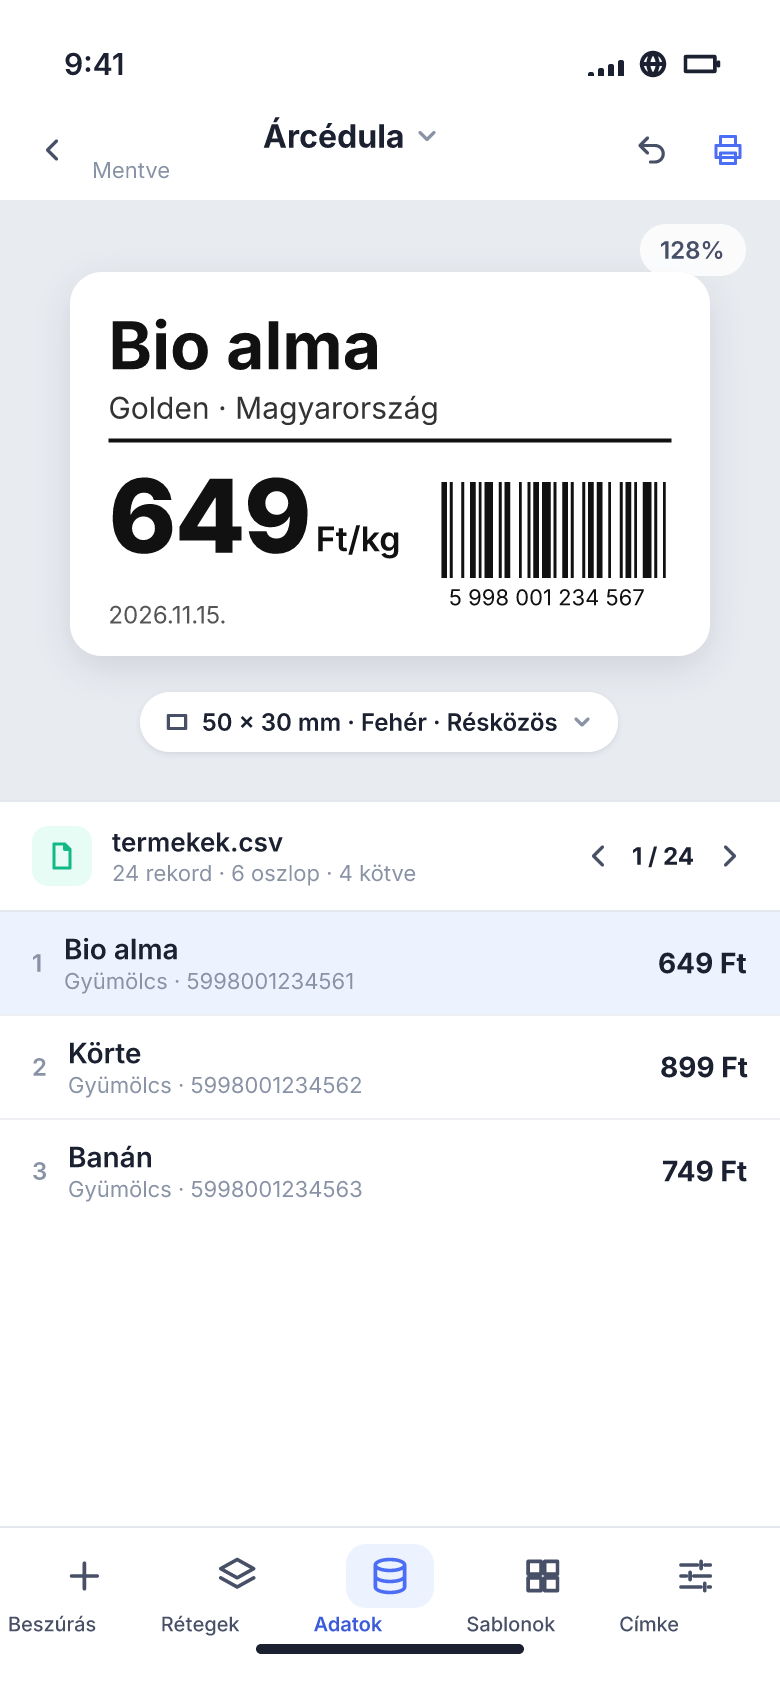 9:41
Árcédula
Mentve
128%
Bio alma
Golden · Magyarország
649 Ft/kg
5 998 001 234 567
2026.11.15.
50 × 30 mm · Fehér · Résközös
termekek.csv
24 rekord · 6 oszlop · 4 kötve
1 / 24
1 Bio alma 649 Ft
Gyümölcs · 5998001234561
2 Körte 899 Ft
Gyümölcs · 5998001234562
3 Banán 749 Ft
Gyümölcs · 5998001234563
Beszúrás Rétegek Adatok Sablonok Címke